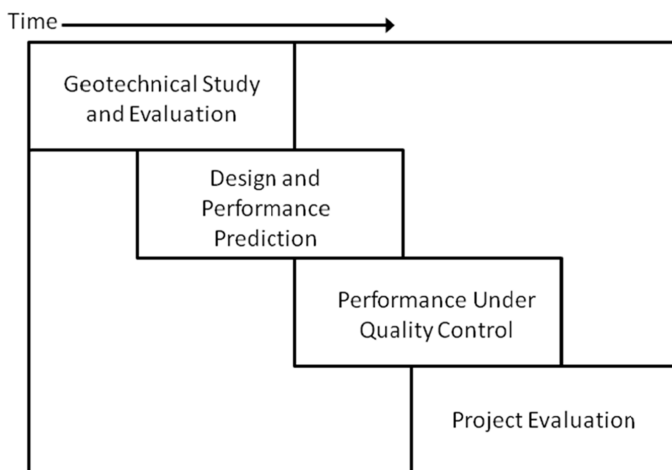 Time
Geotechnical Study
and Evaluation
Design and
Performance
Prediction
Performance Under
Quality Control
Project Evaluation